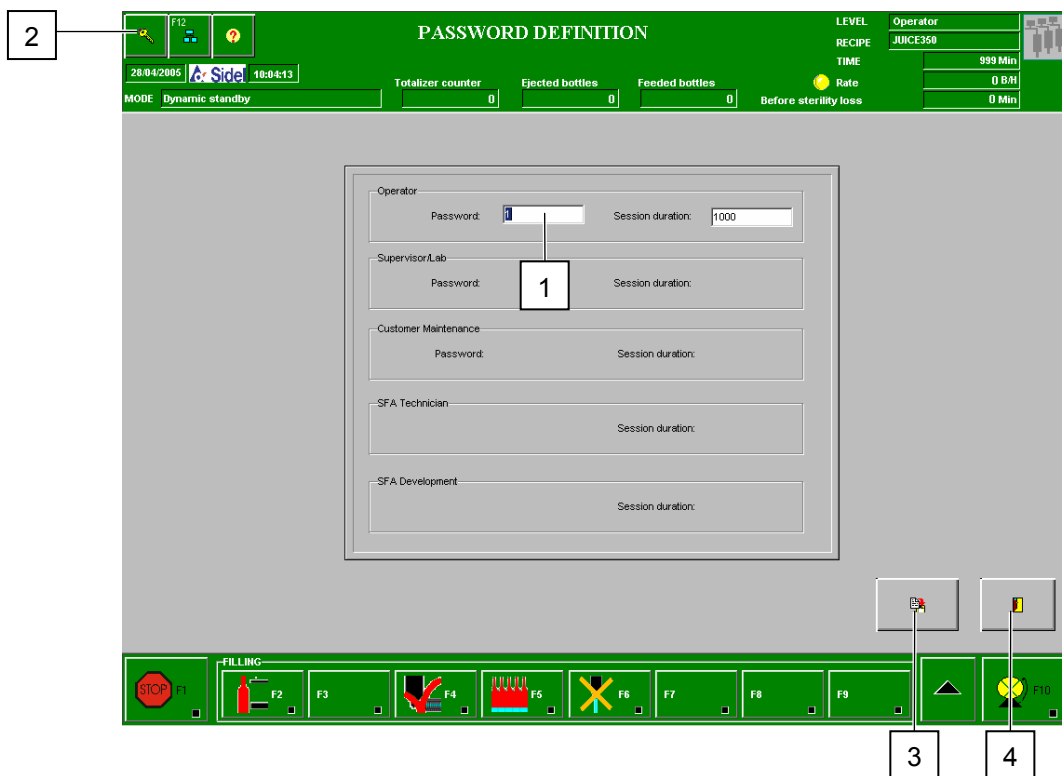 2
F12
?
PASSWORD DEFINITION
LEVEL Operator
RECIPE JUICE350
TIME 999 Min
28/04/2005 Sidel 10:04:13
Totalizer counter Ejected bottles Feeded bottles Rate 0 B/H
MODE Dynamic standby 0 0 0 Before sterility loss 0 Min
Operator
Password: 1 Session duration: 1000
Supervisor/Lab
Password: 1 Session duration:
Customer Maintenance
Password: Session duration:
SFA Technician
Session duration:
SFA Development
Session duration:
FILLING
STOP F1 F2 F3 F4 F5 F6 F7 F8 F9 F10
3 4